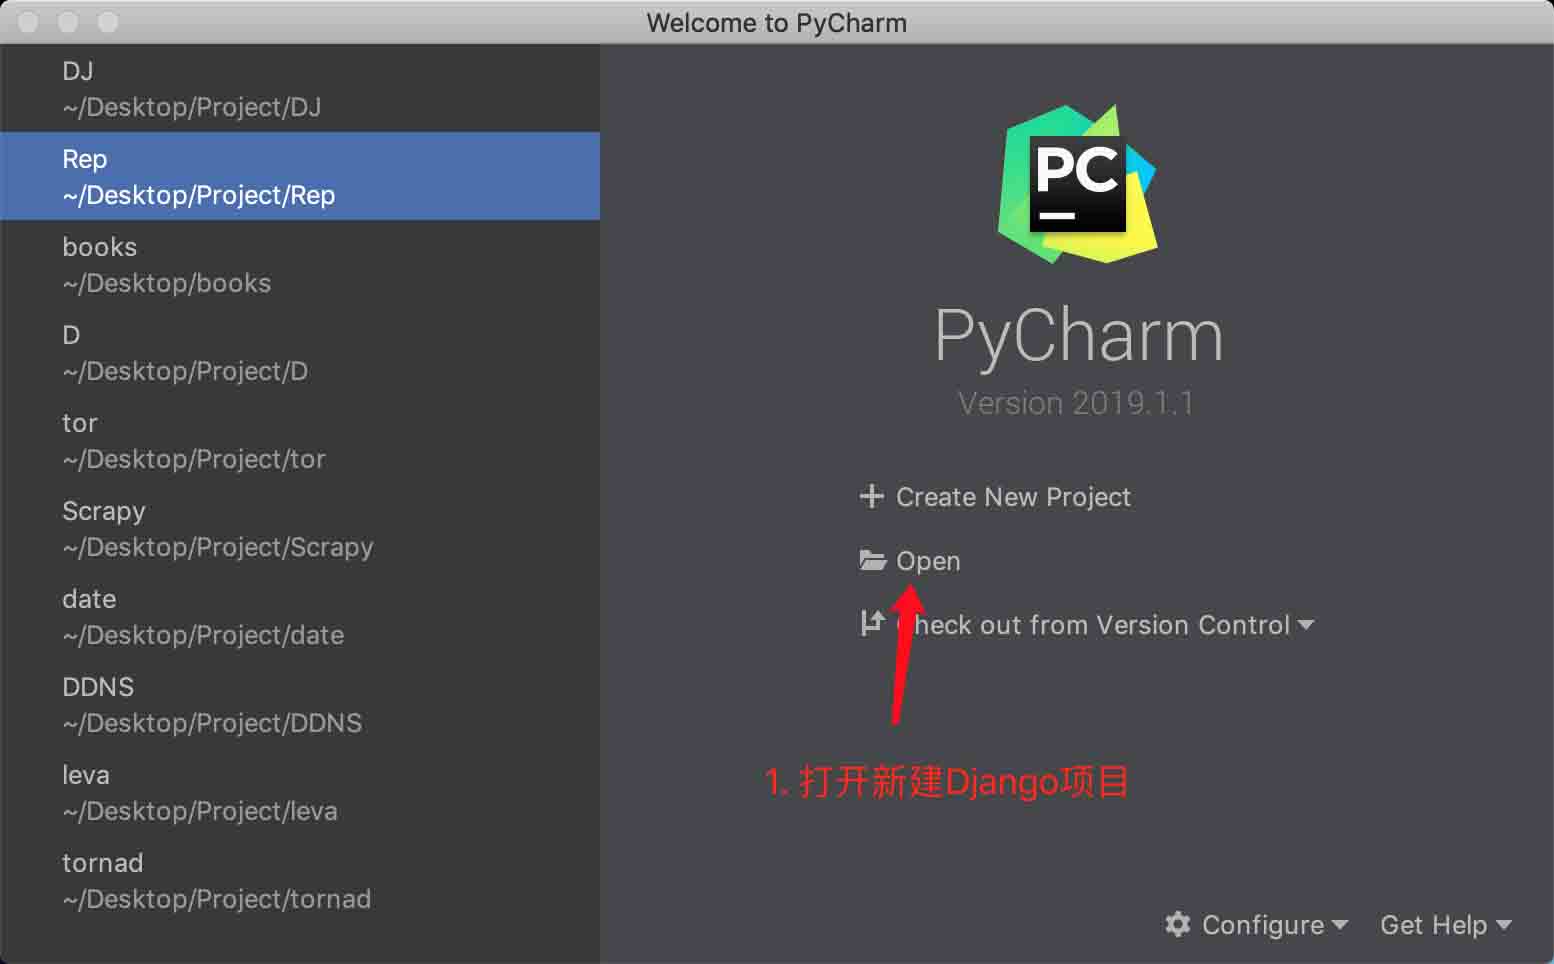 Welcome to PyCharm
DJ
~/Desktop/Project/DJ
Rep
~/Desktop/Project/Rep
books
~/Desktop/books
D
~/Desktop/Project/D
tor
~/Desktop/Project/tor
Scrapy
~/Desktop/Project/Scrapy
date
~/Desktop/Project/date
DDNS
~/Desktop/Project/DDNS
leva
~/Desktop/Project/leva
tornad
~/Desktop/Project/tornad
PC
PyCharm
Version 2019.1.1
Create New Project
Open
Check out from Version Control
1. 打开新建Django项目
Configure
Get Help